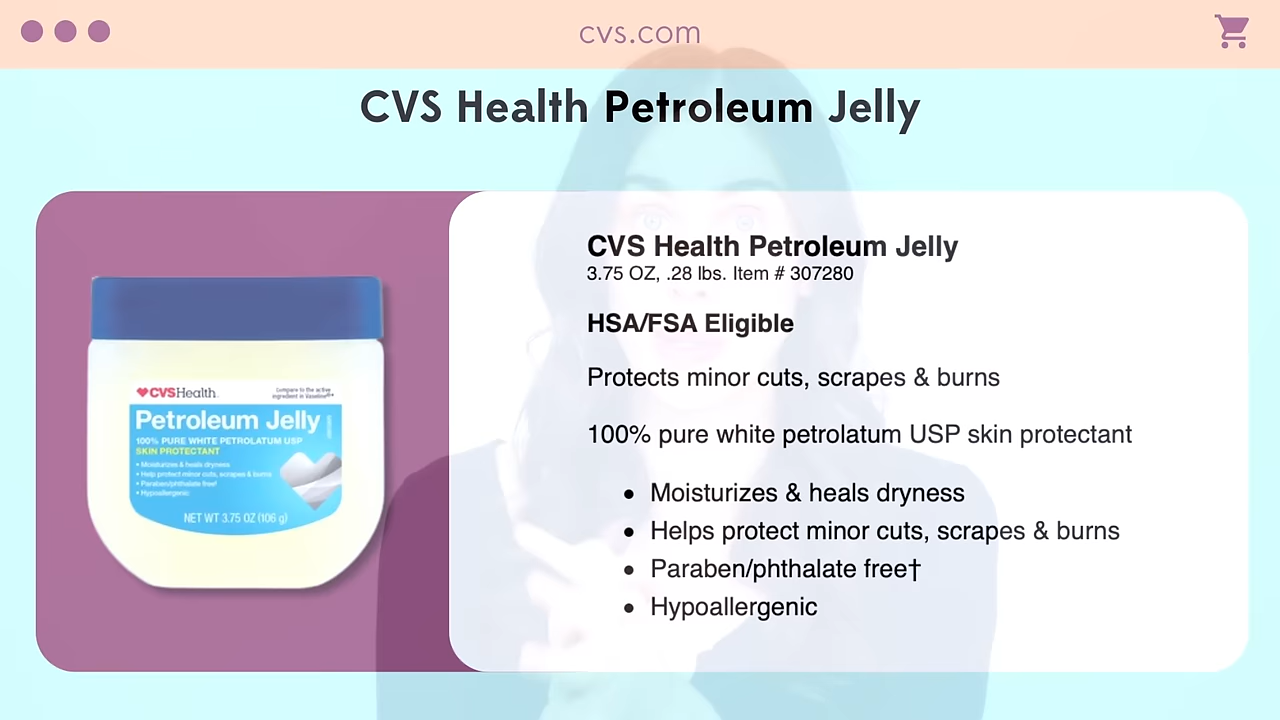 cvs.com
CVS Health Petroleum Jelly
CVS Health Petroleum Jelly
3.75 OZ, .28 lbs. Item # 307280
HSA/FSA Eligible
Protects minor cuts, scrapes & burns
100% pure white petrolatum USP skin protectant
• Moisturizes & heals dryness
• Helps protect minor cuts, scrapes & burns
• Paraben/phthalate free†
• Hypoallergenic
CVSHealth
Compare to the active
ingredient in Vaseline®*
Petroleum Jelly
100% PURE WHITE PETROLATUM USP
SKIN PROTECTANT
• Moisturizes & heals dryness
• Help protect minor cuts, scrapes & burns
• Paraben/phthalate free†
• Hypoallergenic
NET WT 3.75 OZ (106 g)